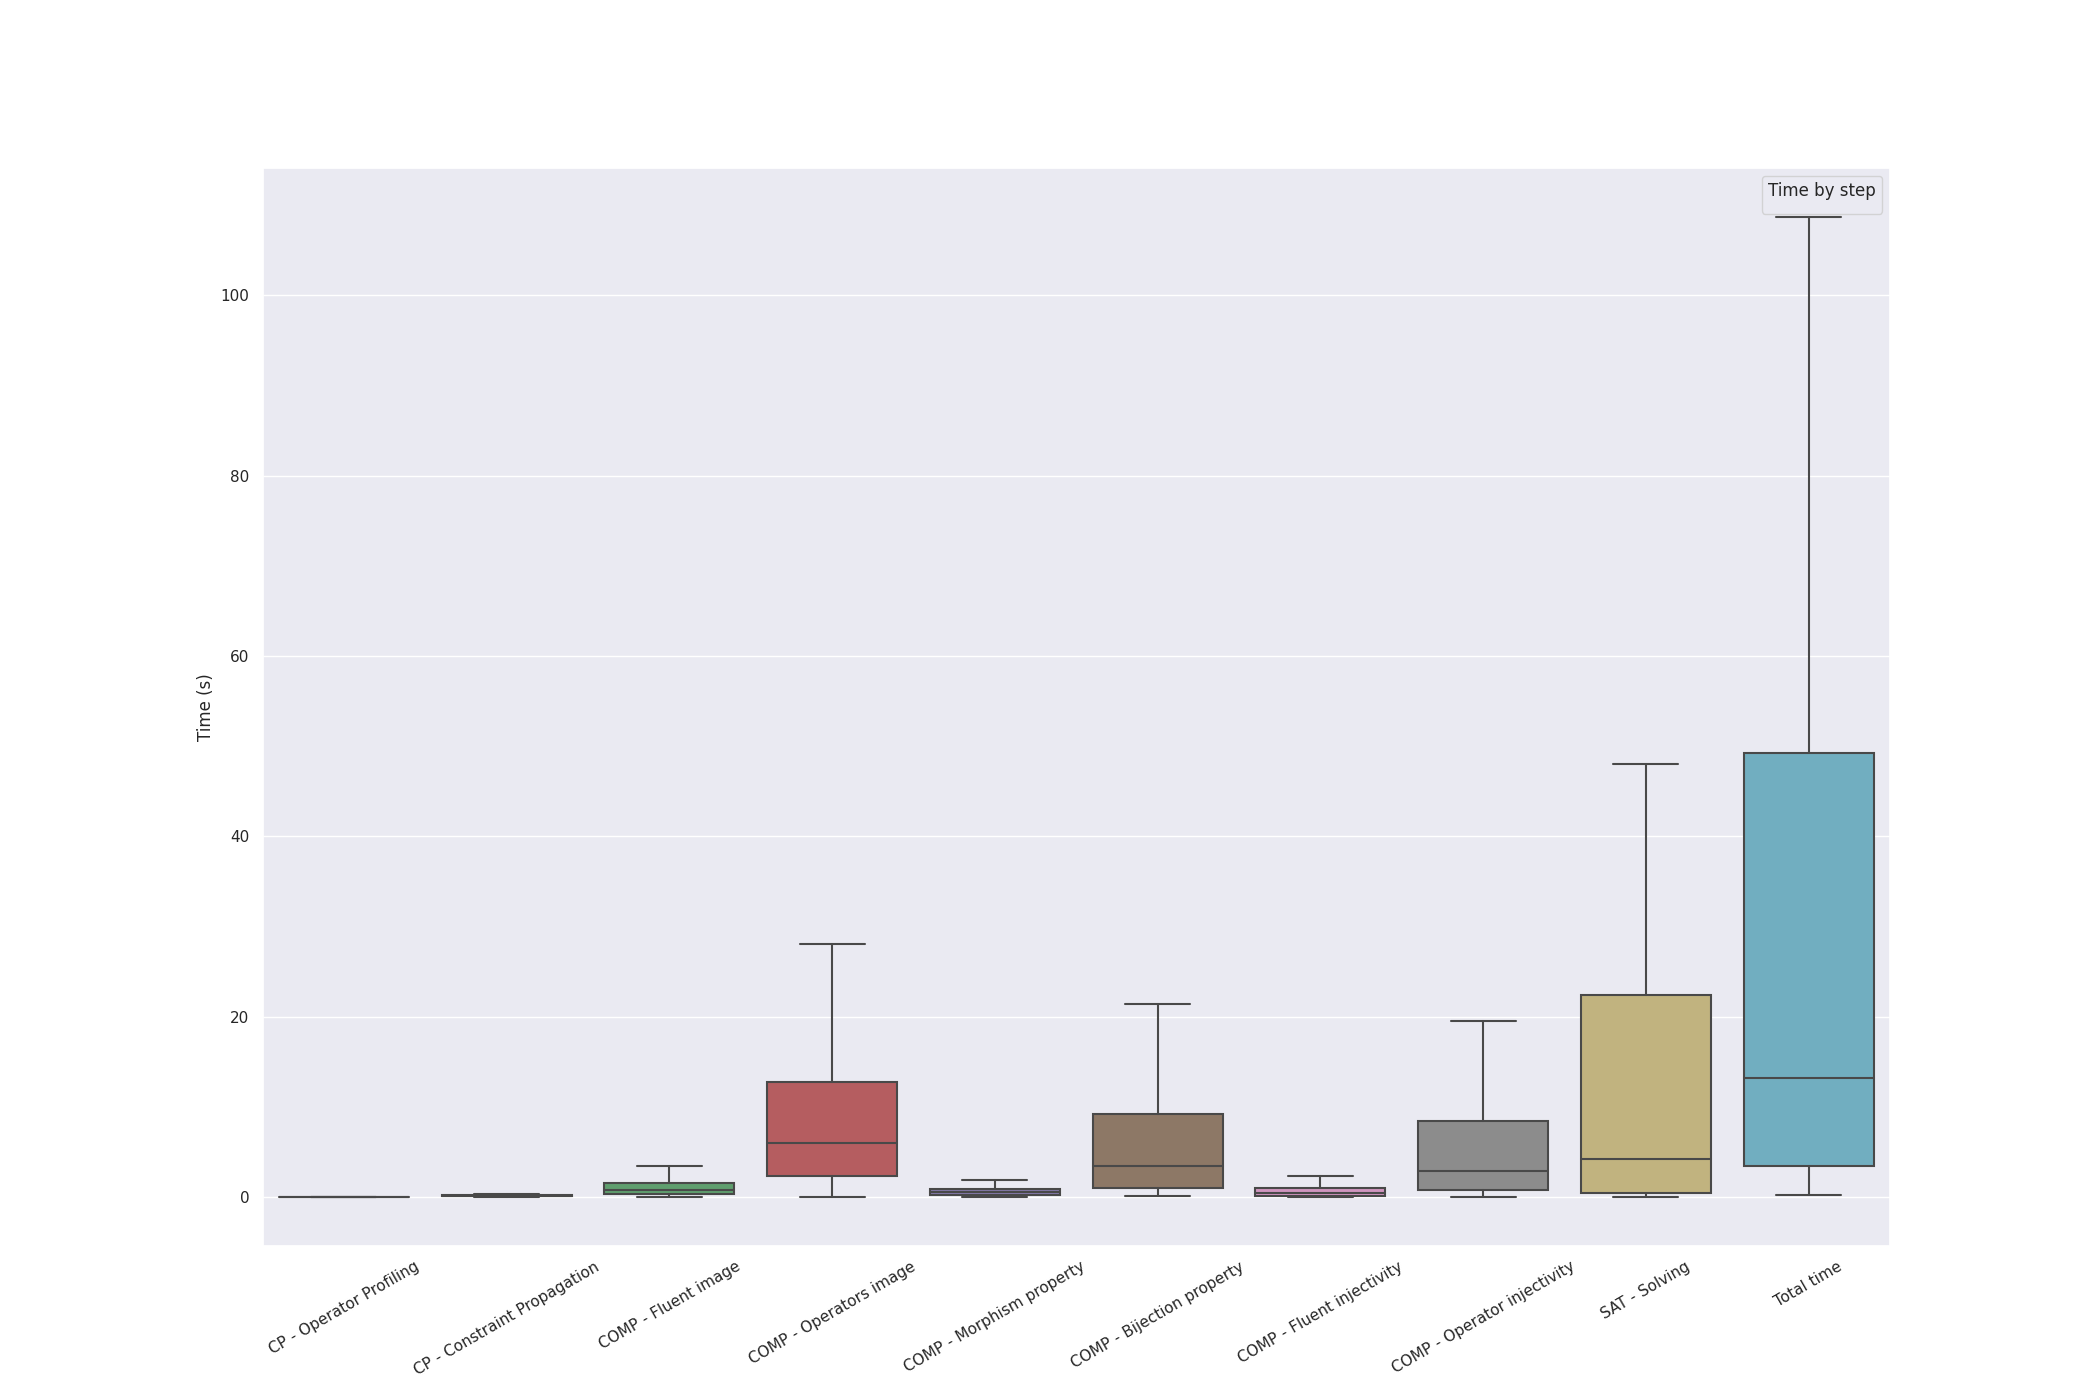 Time by step
100
80
60
40
20
0
Time (s)
CP - Operator Profiling
CP - Constraint Propagation
COMP - Fluent image
COMP - Operators image
COMP - Morphism property
COMP - Bijection property
COMP - Fluent injectivity
COMP - Operator injectivity
SAT - Solving
Total time